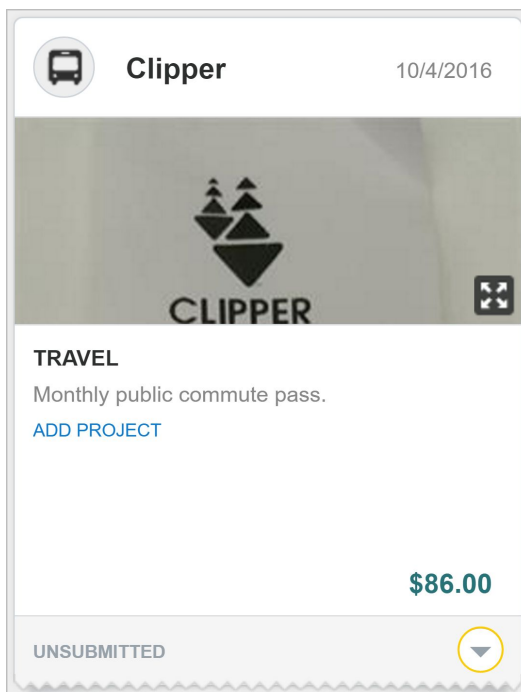 Clipper
10/4/2016
CLIPPER
TRAVEL
Monthly public commute pass.
ADD PROJECT
$86.00
UNSUBMITTED